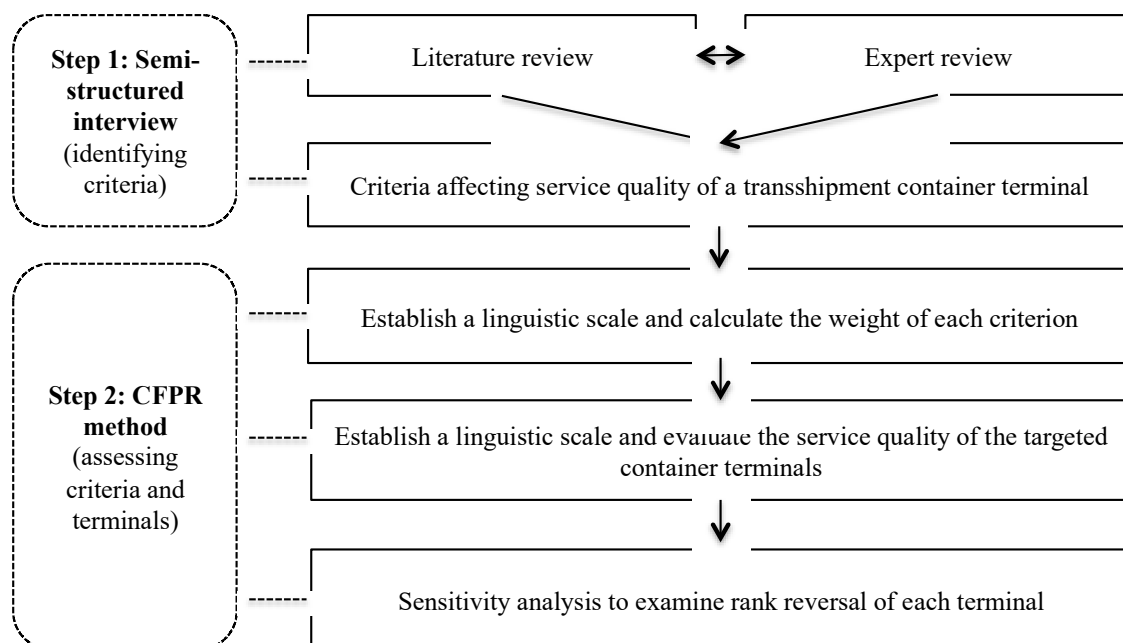 Step 1: Semi-
structured
interview
(identifying
criteria)
Literature review
Expert review
Criteria affecting service quality of a transshipment container terminal
Step 2: CFPR
method
(assessing
criteria and
terminals)
Establish a linguistic scale and calculate the weight of each criterion
Establish a linguistic scale and evaluate the service quality of the targeted
container terminals
Sensitivity analysis to examine rank reversal of each terminal